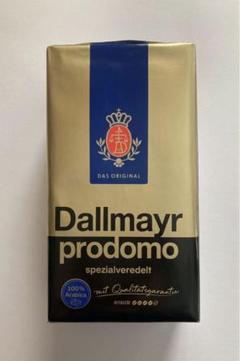 DAS ORIGINAL
Dallmayr
prodomo
spezialveredelt
mit Qualitätsgarantie
100%
Arabica